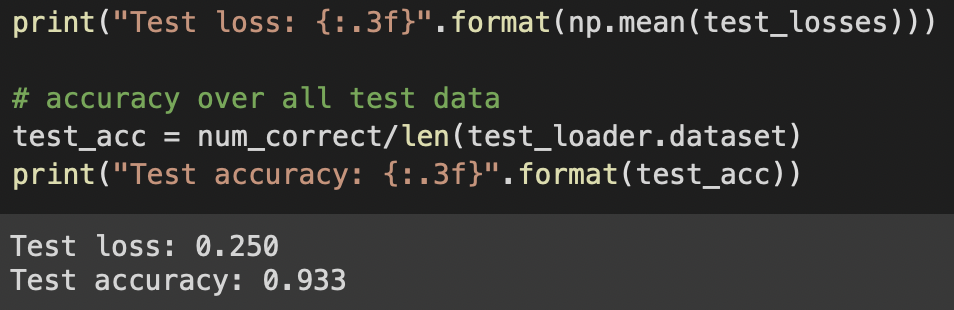 print("Test loss: {:.3f}".format(np.mean(test_losses)))
# accuracy over all test data
test_acc = num_correct/len(test_loader.dataset)
print("Test accuracy: {:.3f}".format(test_acc))
Test loss: 0.250
Test accuracy: 0.933